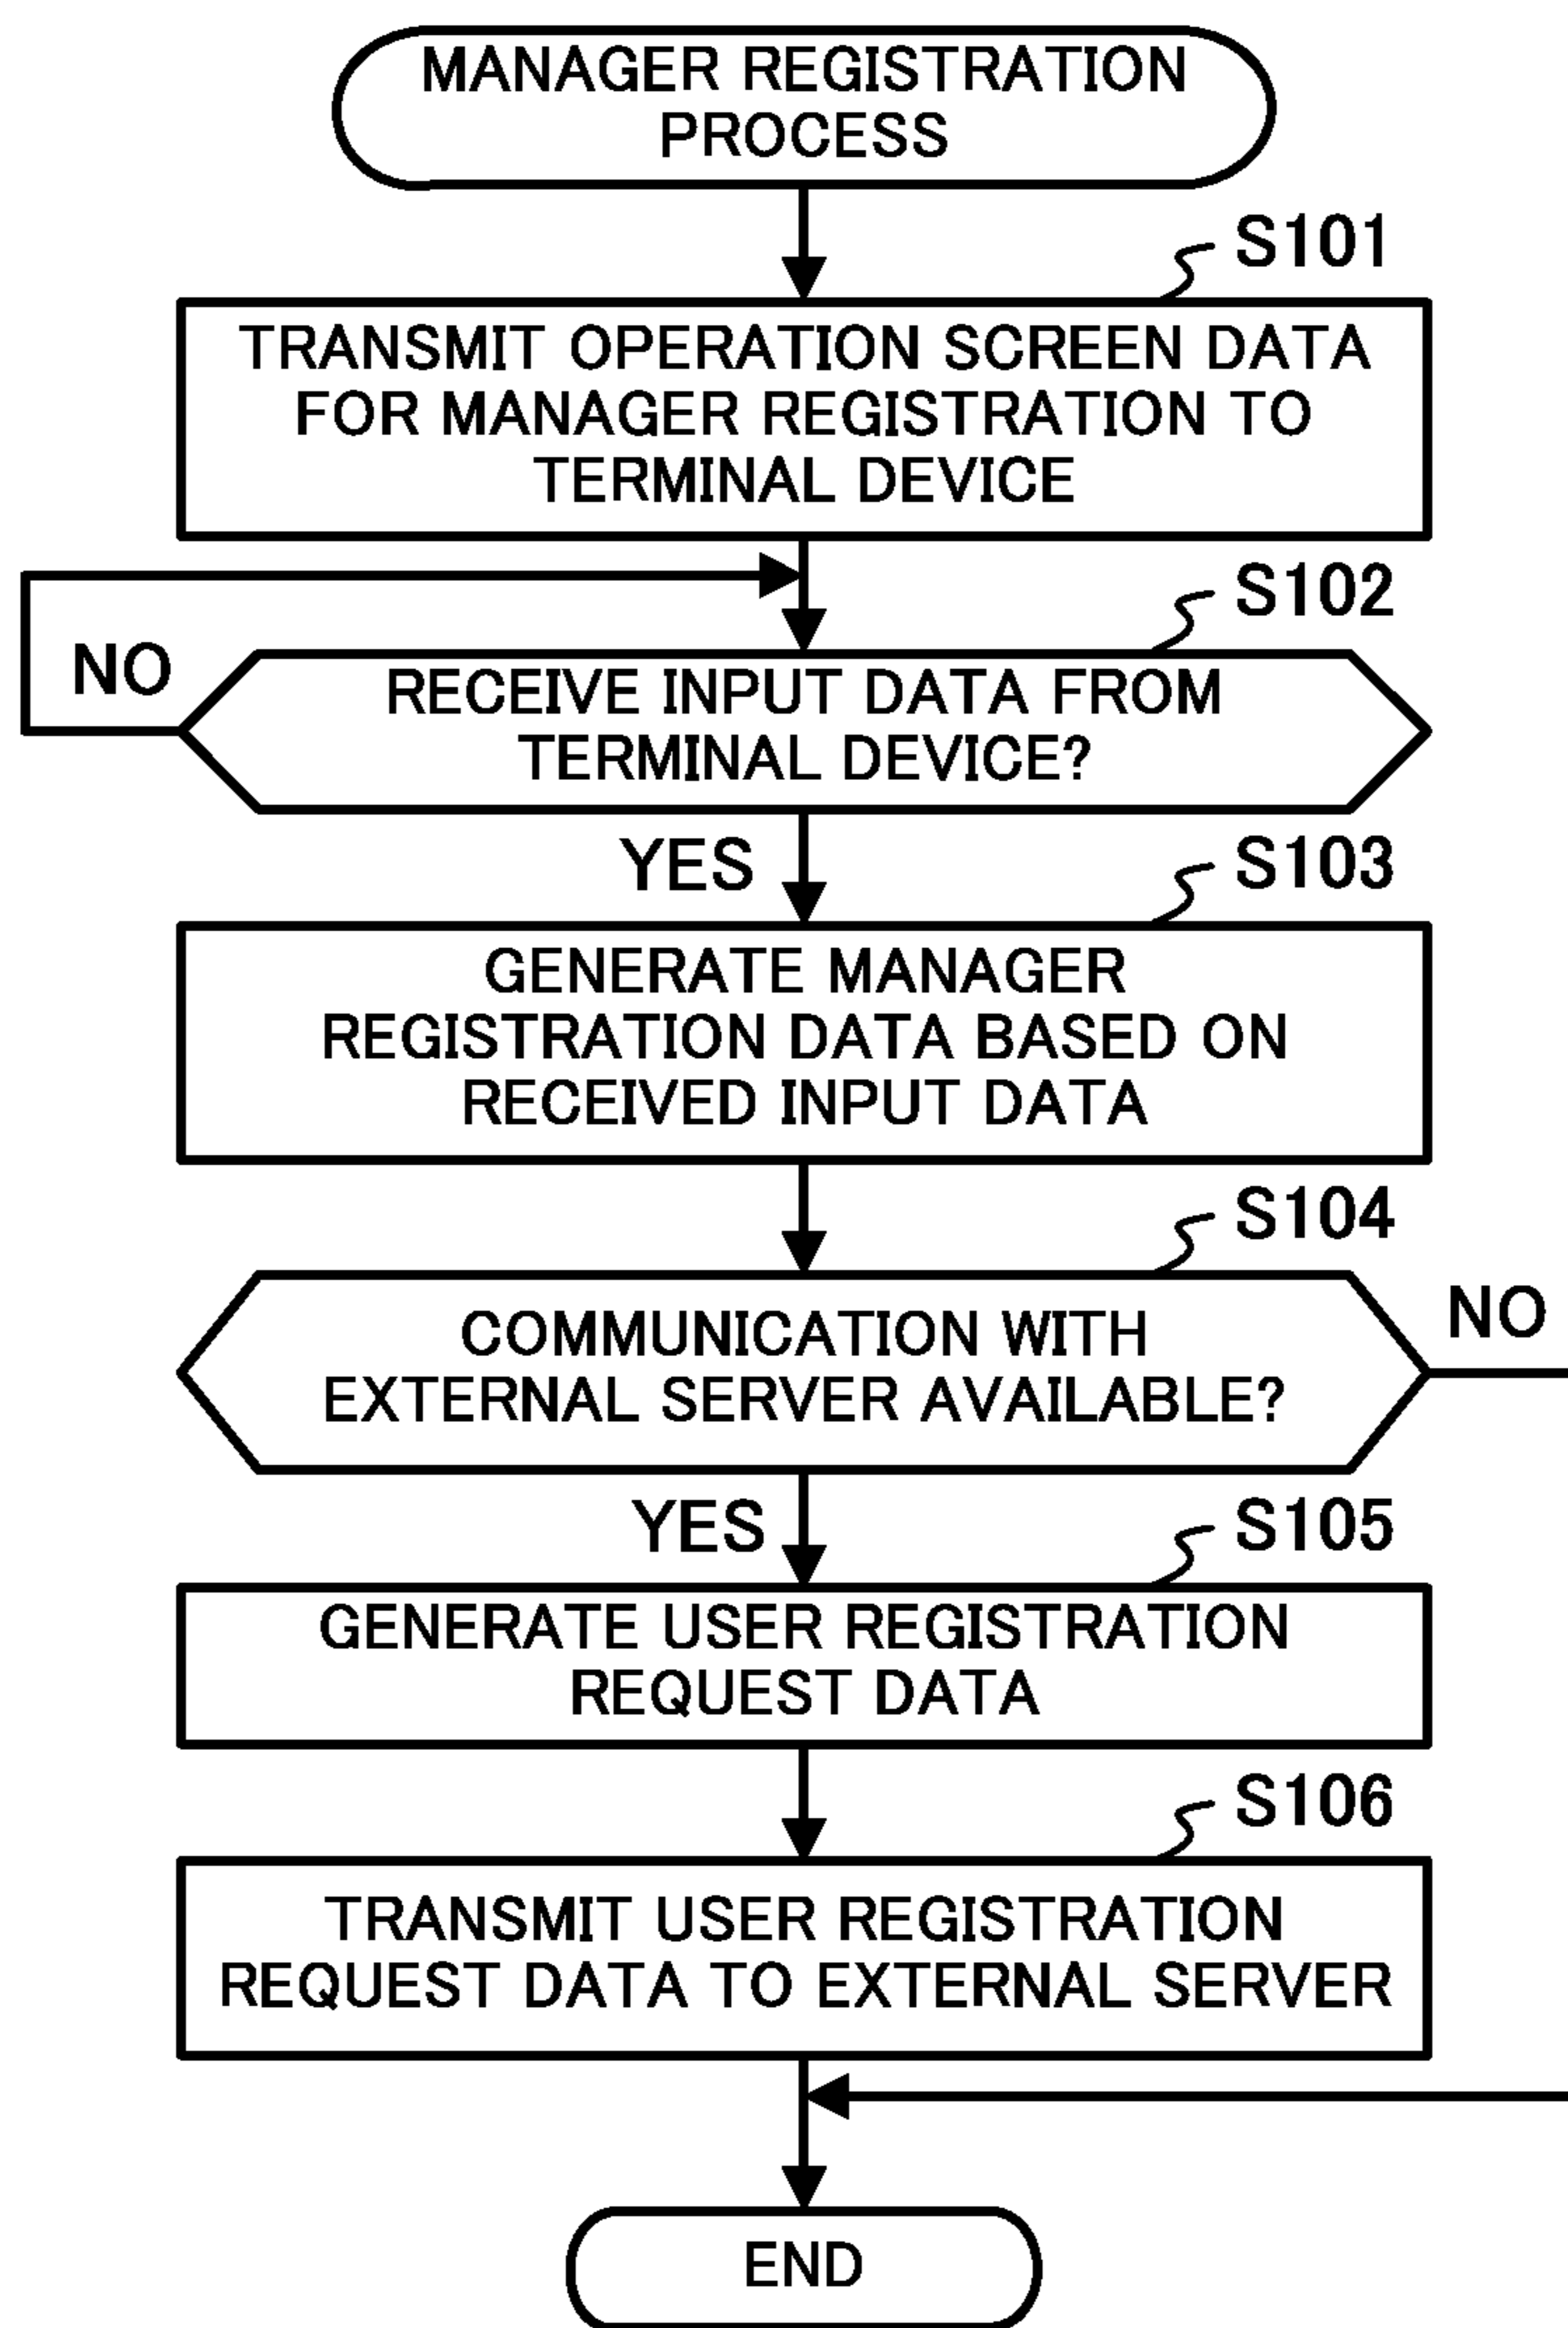 MANAGER REGISTRATION
PROCESS
S101
TRANSMIT OPERATION SCREEN DATA
FOR MANAGER REGISTRATION TO
TERMINAL DEVICE
S102
NO
RECEIVE INPUT DATA FROM
TERMINAL DEVICE?
YES
S103
GENERATE MANAGER
REGISTRATION DATA BASED ON
RECEIVED INPUT DATA
S104
NO
COMMUNICATION WITH
EXTERNAL SERVER AVAILABLE?
YES
S105
GENERATE USER REGISTRATION
REQUEST DATA
S106
TRANSMIT USER REGISTRATION
REQUEST DATA TO EXTERNAL SERVER
END